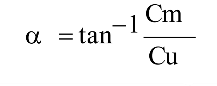 α = tan⁻¹ Cm
Cu